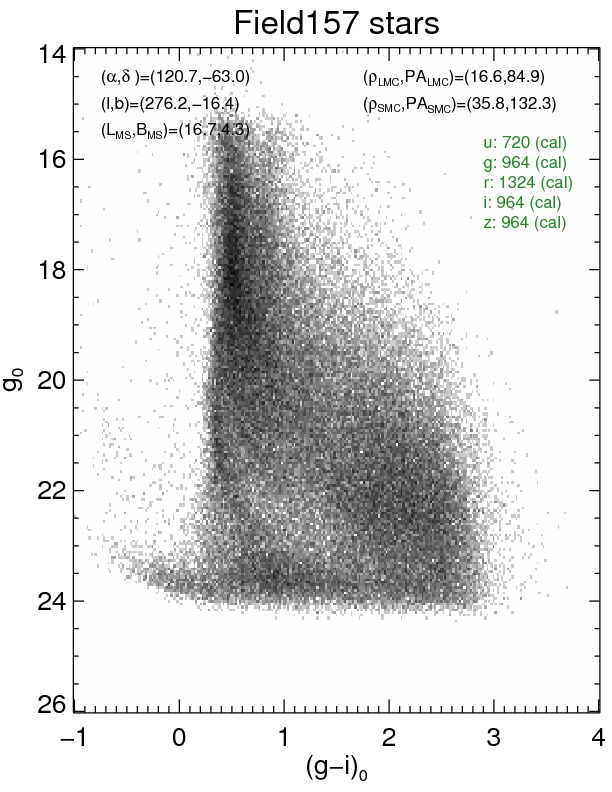 Field157 stars
(α,δ )=(120.7,−63.0)
(ρLMC,PALMC)=(16.6,84.9)
(l,b)=(276.2,−16.4)
(ρSMC,PASMC)=(35.8,132.3)
(LMS,BMS)=(16.7,4.3)
u: 720 (cal)
g: 964 (cal)
r: 1324 (cal)
i: 964 (cal)
z: 964 (cal)
14
16
18
20
22
24
26
g0
−1 0 1 2 3 4
(g−i)0